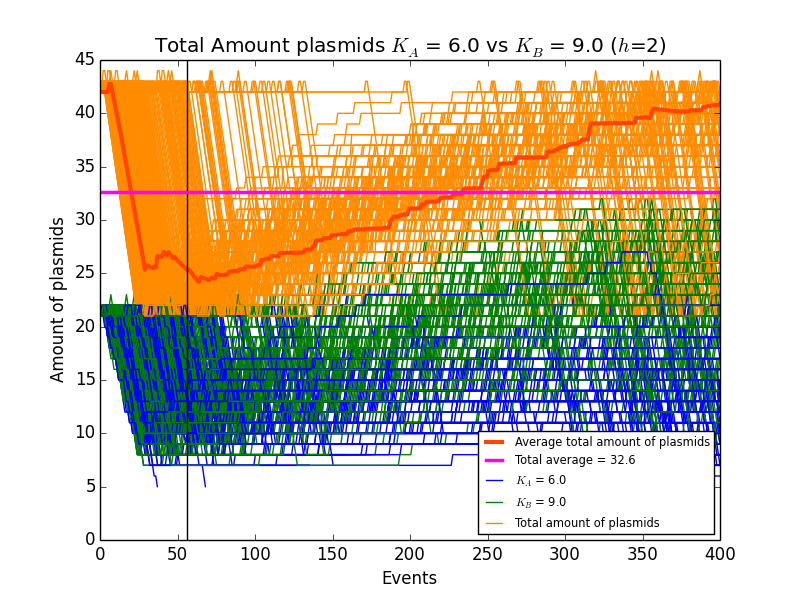 Total Amount plasmids K_A = 6.0 vs K_B = 9.0 (h=2)
45
40
35
30
25
20
15
10
5
0
Amount of plasmids
Average total amount of plasmids
Total average = 32.6
K_A = 6.0
K_B = 9.0
Total amount of plasmids
0 50 100 150 200 250 300 350 400
Events